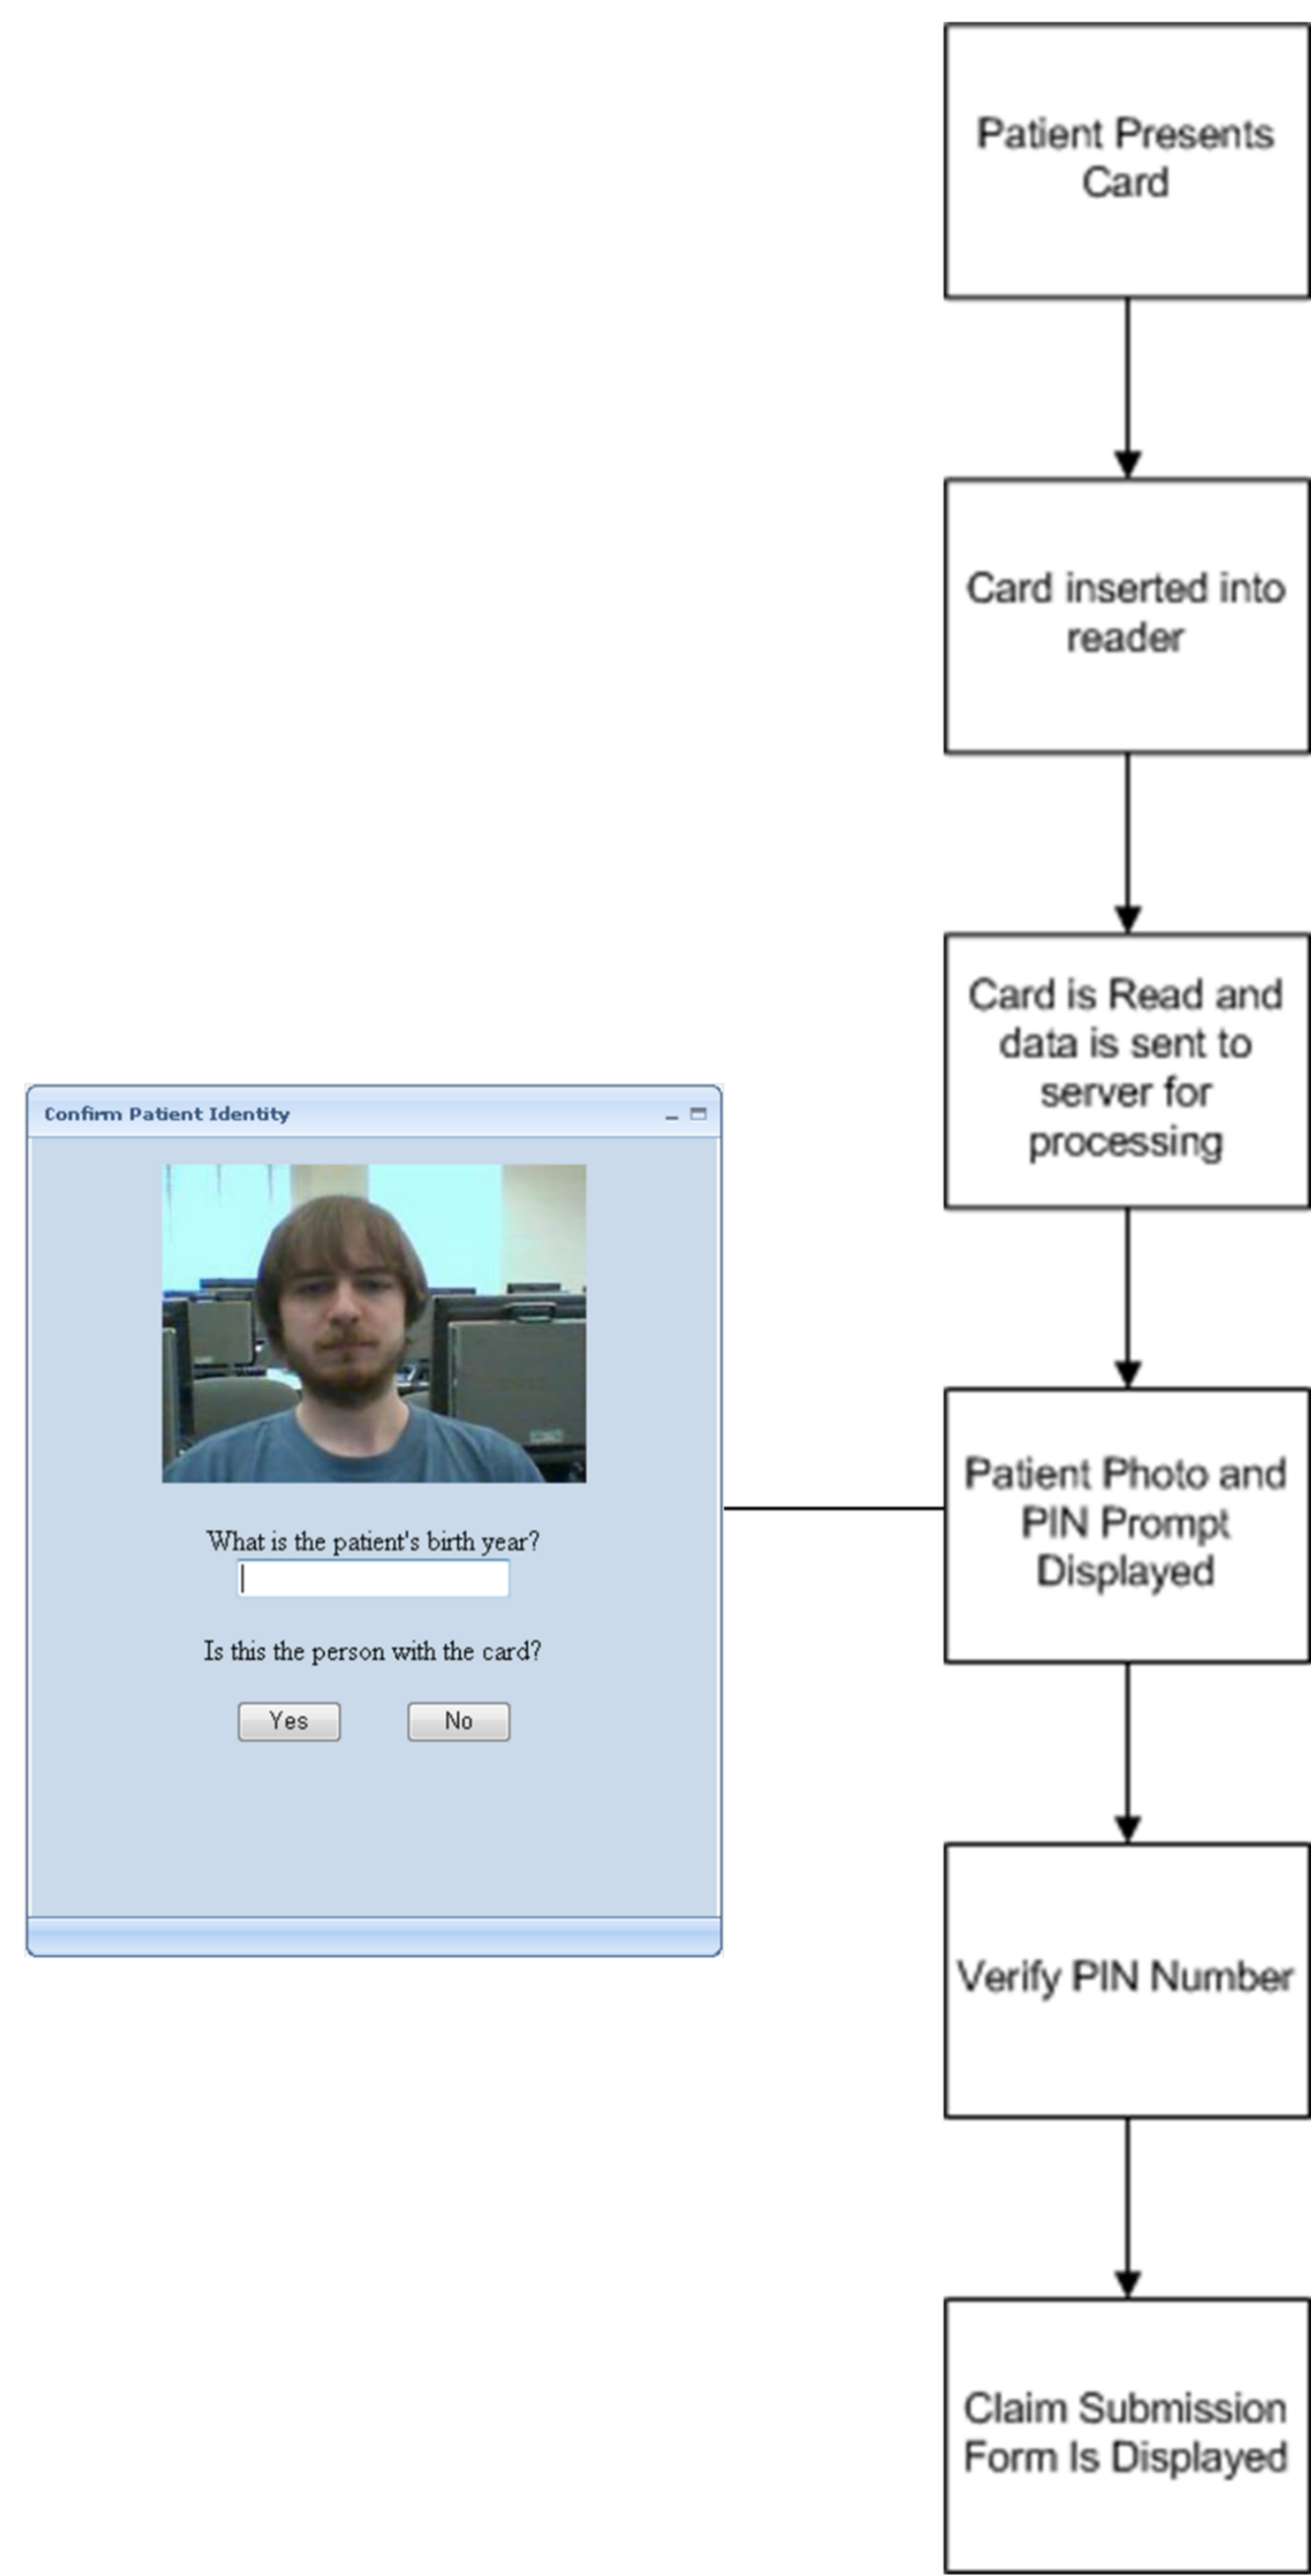 Patient Presents
Card
Card inserted into
reader
Card is Read and
data is sent to
server for
processing
Confirm Patient Identity
What is the patient's birth year?
Is this the person with the card?
Yes No
Patient Photo and
PIN Prompt
Displayed
Verify PIN Number
Claim Submission
Form Is Displayed